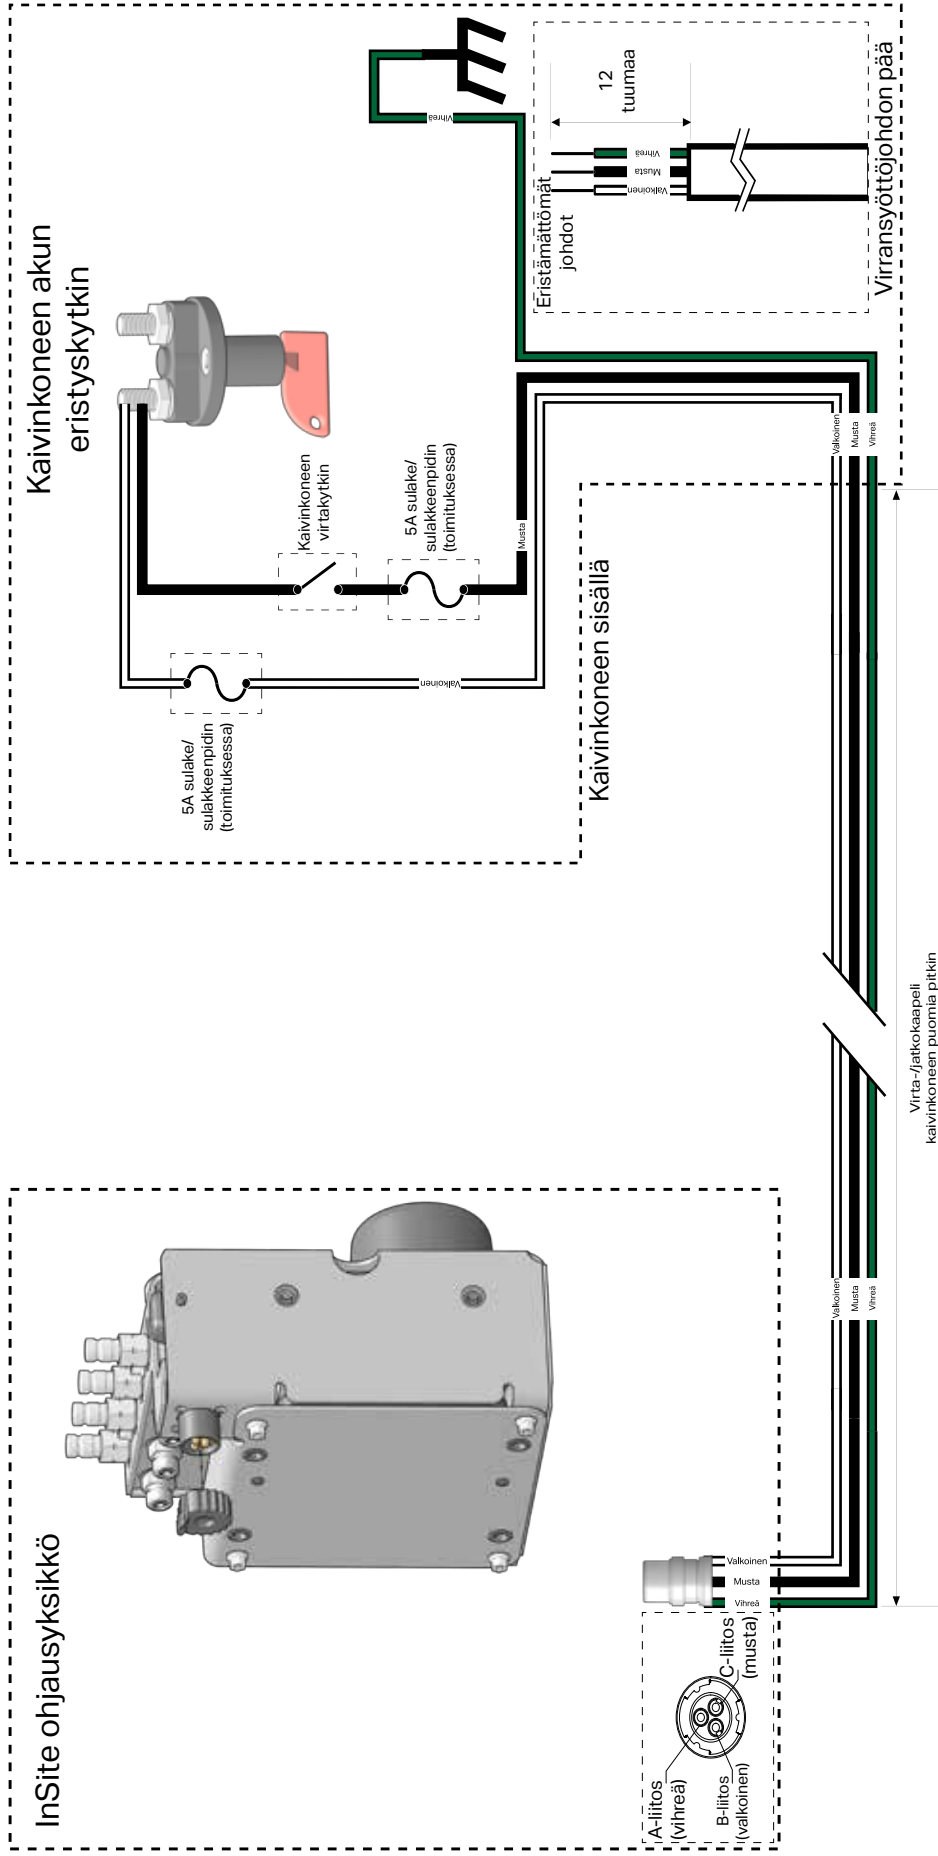 Kaivinkoneen akun
eristyskytkin
Vihreä
12
tuumaa
Vihreä
Musta
Valkoinen
Eristämättömät
johdot
Virransyöttöjohdon pää
Kaivinkoneen
virtakytkin
5A sulake/
sulakkeenpidin
(toimituksessa)
Musta
5A sulake/
sulakkeenpidin
(toimituksessa)
Valkoinen
Kaivinkoneen sisällä
Valkoinen
Musta
Vihreä
Virta-/jatkokaapeli
kaivinkoneen puomia pitkin
Valkoinen
Musta
Vihreä
InSite ohjausyksikkö
Valkoinen
Musta
Vihreä
A-liitos
(vihreä)
B-liitos
(valkoinen)
C-liitos
(musta)